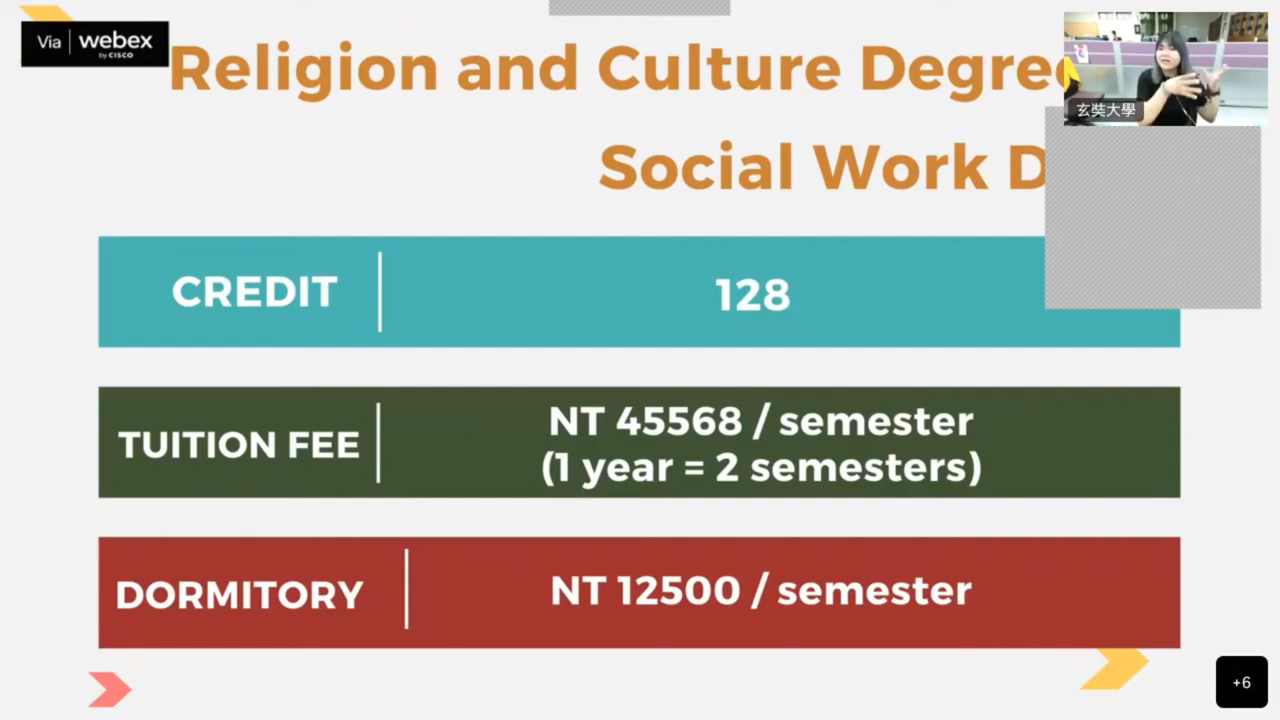 Via webex
by CISCO
Religion and Culture
玄奘大學
Social Work
CREDIT
128
TUITION FEE
NT 45568 / semester
(1 year = 2 semesters)
DORMITORY
NT 12500 / semester
+6